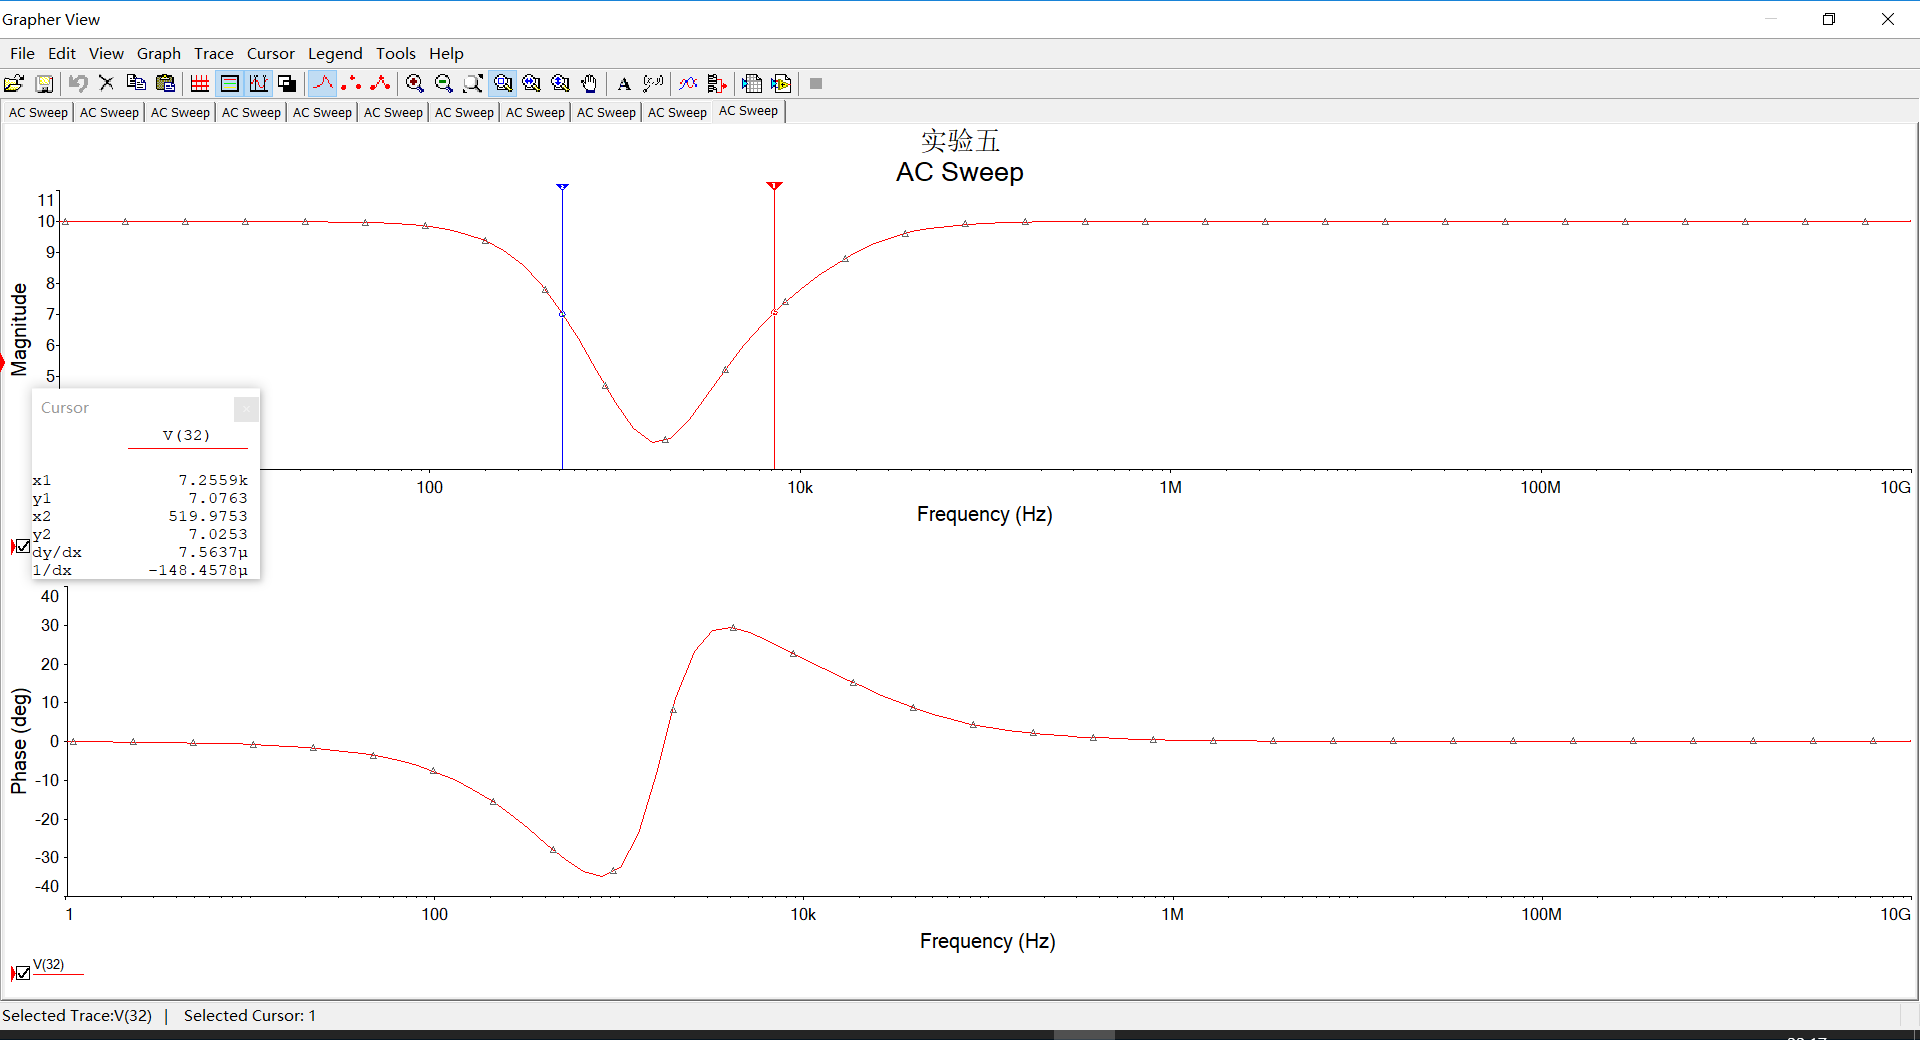 Grapher View
File Edit View Graph Trace Cursor Legend Tools Help
AC Sweep AC Sweep AC Sweep AC Sweep AC Sweep AC Sweep AC Sweep AC Sweep AC Sweep AC Sweep AC Sweep
实验五
AC Sweep
11
10
9
8
7
6
5
Magnitude
100 10k 1M 100M 10G
Frequency (Hz)
Cursor
V(32)
x1 7.2559k
y1 7.0763
x2 519.9753
y2 7.0253
dy/dx 7.5637µ
1/dx -148.4578µ
40
30
20
10
0
-10
-20
-30
-40
Phase (deg)
1 100 10k 1M 100M 10G
Frequency (Hz)
V(32)
Selected Trace:V(32) | Selected Cursor: 1